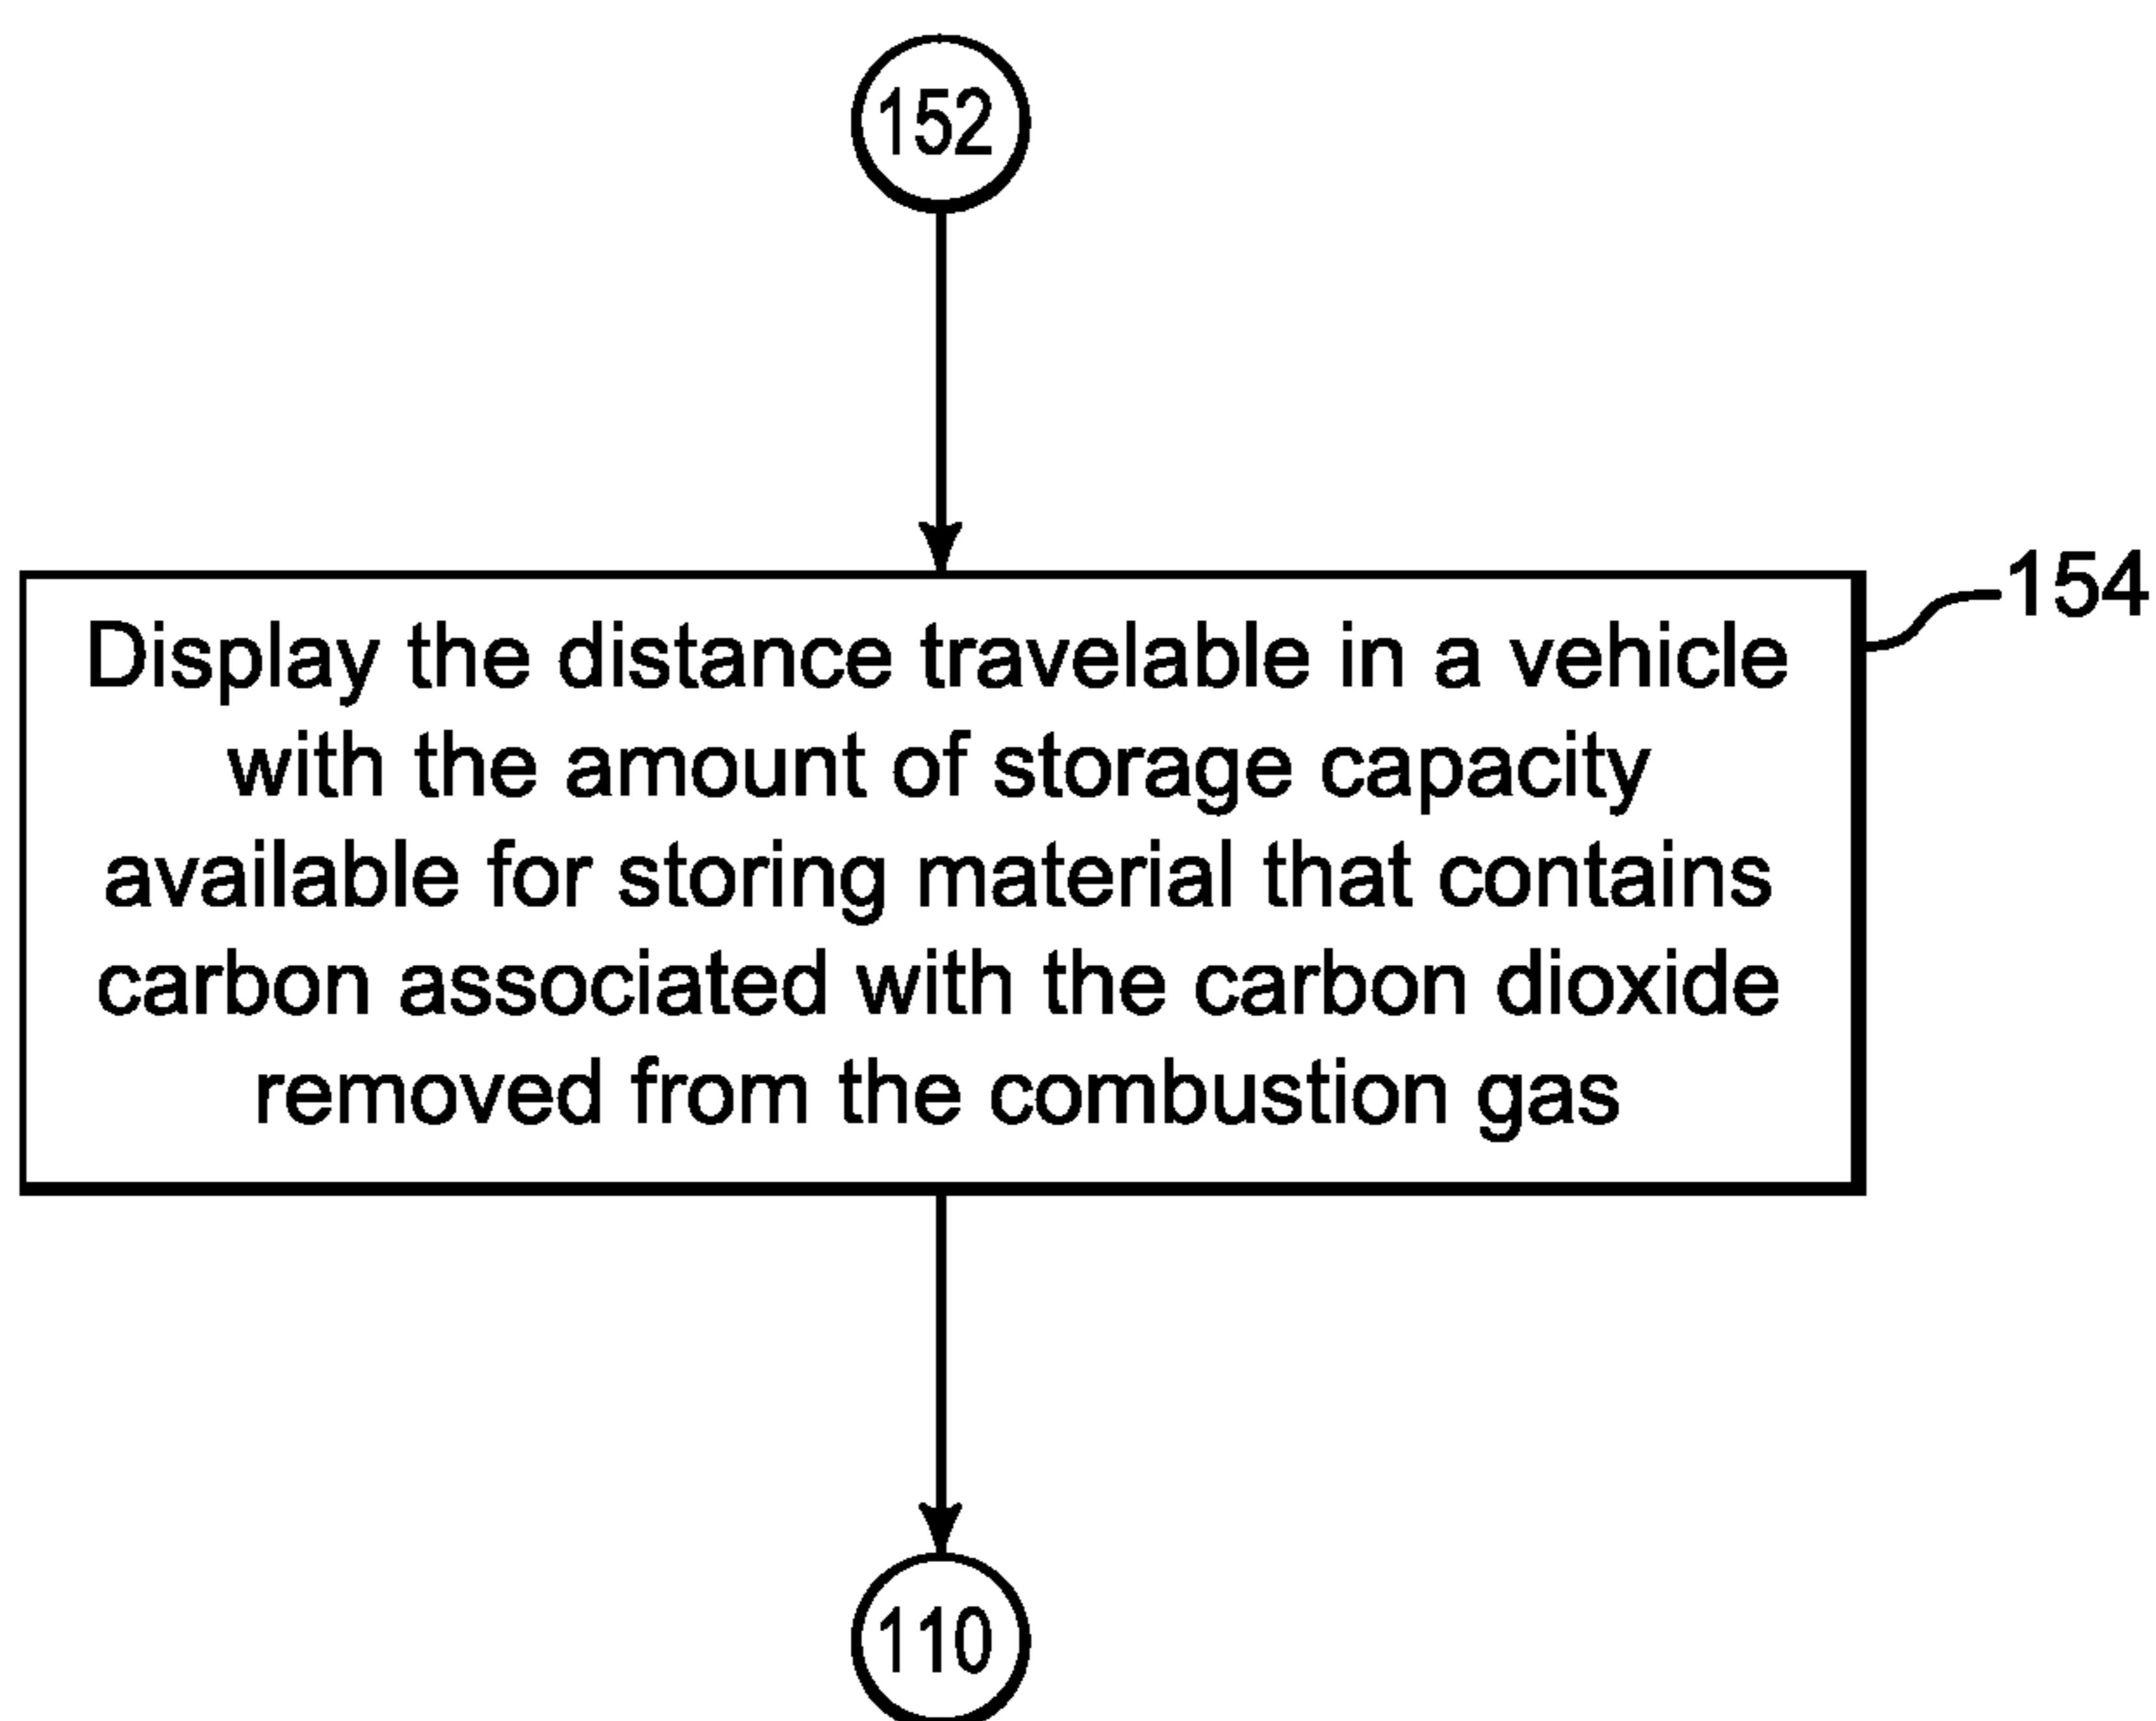 152
154
Display the distance travelable in a vehicle
with the amount of storage capacity
available for storing material that contains
carbon associated with the carbon dioxide
removed from the combustion gas
110